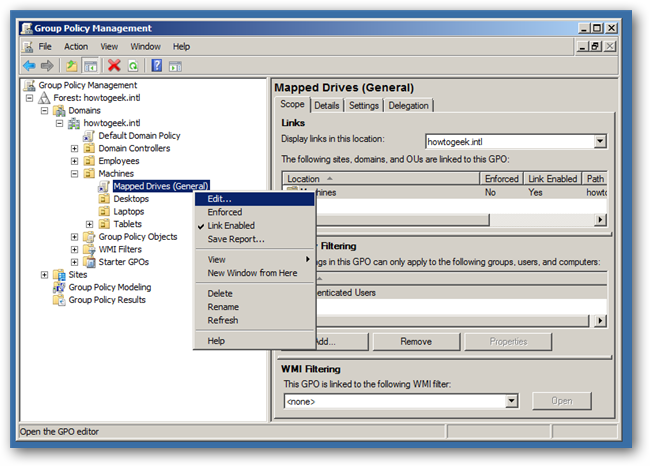 Group Policy Management
File Action View Window Help
Group Policy Management
Forest: howtogeek.intl
Domains
howtogeek.intl
Default Domain Policy
Domain Controllers
Employees
Machines
Mapped Drives (General)
Desktops
Laptops
Tablets
Group Policy Objects
WMI Filters
Starter GPOs
Sites
Group Policy Modeling
Group Policy Results
Edit...
Enforced
Link Enabled
Save Report...
View
New Window from Here
Delete
Rename
Refresh
Help
Mapped Drives (General)
Scope Details Settings Delegation
Links
Display links in this location: howtogeek.intl
The following sites, domains, and OUs are linked to this GPO:
Location Enforced Link Enabled Path
Machines No Yes howto
Filtering
ngs in this GPO can only apply to the following groups, users, and computers:
enticated Users
Add... Remove Properties
WMI Filtering
This GPO is linked to the following WMI filter:
<none> Open
Open the GPO editor